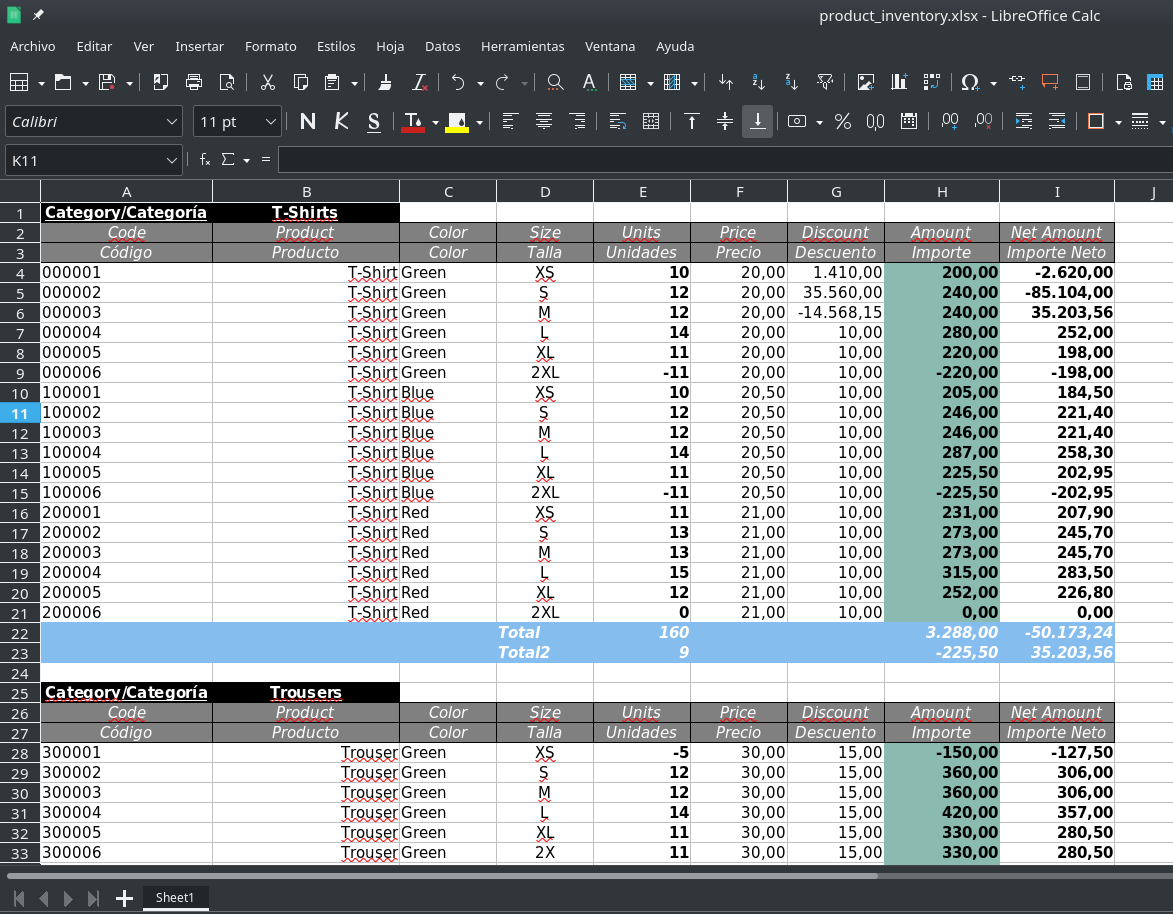 product_inventory.xlsx - LibreOffice Calc
Archivo Editar Ver Insertar Formato Estilos Hoja Datos Herramientas Ventana Ayuda
Calibri 11 pt N K S
K11
A B C D E F G H I J
1 Category/Categoría T-Shirts
2 Code Product Color Size Units Price Discount Amount Net Amount
3 Código Producto Color Talla Unidades Precio Descuento Importe Importe Neto
4 000001 T-Shirt Green XS 10 20,00 1.410,00 200,00 -2.620,00
5 000002 T-Shirt Green S 12 20,00 35.560,00 240,00 -85.104,00
6 000003 T-Shirt Green M 12 20,00 -14.568,15 240,00 35.203,56
7 000004 T-Shirt Green L 14 20,00 10,00 280,00 252,00
8 000005 T-Shirt Green XL 11 20,00 10,00 220,00 198,00
9 000006 T-Shirt Green 2XL -11 20,00 10,00 -220,00 -198,00
10 100001 T-Shirt Blue XS 10 20,50 10,00 205,00 184,50
11 100002 T-Shirt Blue S 12 20,50 10,00 246,00 221,40
12 100003 T-Shirt Blue M 12 20,50 10,00 246,00 221,40
13 100004 T-Shirt Blue L 14 20,50 10,00 287,00 258,30
14 100005 T-Shirt Blue XL 11 20,50 10,00 225,50 202,95
15 100006 T-Shirt Blue 2XL -11 20,50 10,00 -225,50 -202,95
16 200001 T-Shirt Red XS 11 21,00 10,00 231,00 207,90
17 200002 T-Shirt Red S 13 21,00 10,00 273,00 245,70
18 200003 T-Shirt Red M 13 21,00 10,00 273,00 245,70
19 200004 T-Shirt Red L 15 21,00 10,00 315,00 283,50
20 200005 T-Shirt Red XL 12 21,00 10,00 252,00 226,80
21 200006 T-Shirt Red 2XL 0 21,00 10,00 0,00 0,00
22 Total 160 3.288,00 -50.173,24
23 Total2 9 -225,50 35.203,56
24
25 Category/Categoría Trousers
26 Code Product Color Size Units Price Discount Amount Net Amount
27 Código Producto Color Talla Unidades Precio Descuento Importe Importe Neto
28 300001 Trouser Green XS -5 30,00 15,00 -150,00 -127,50
29 300002 Trouser Green S 12 30,00 15,00 360,00 306,00
30 300003 Trouser Green M 12 30,00 15,00 360,00 306,00
31 300004 Trouser Green L 14 30,00 15,00 420,00 357,00
32 300005 Trouser Green XL 11 30,00 15,00 330,00 280,50
33 300006 Trouser Green 2X 11 30,00 15,00 330,00 280,50
Sheet1